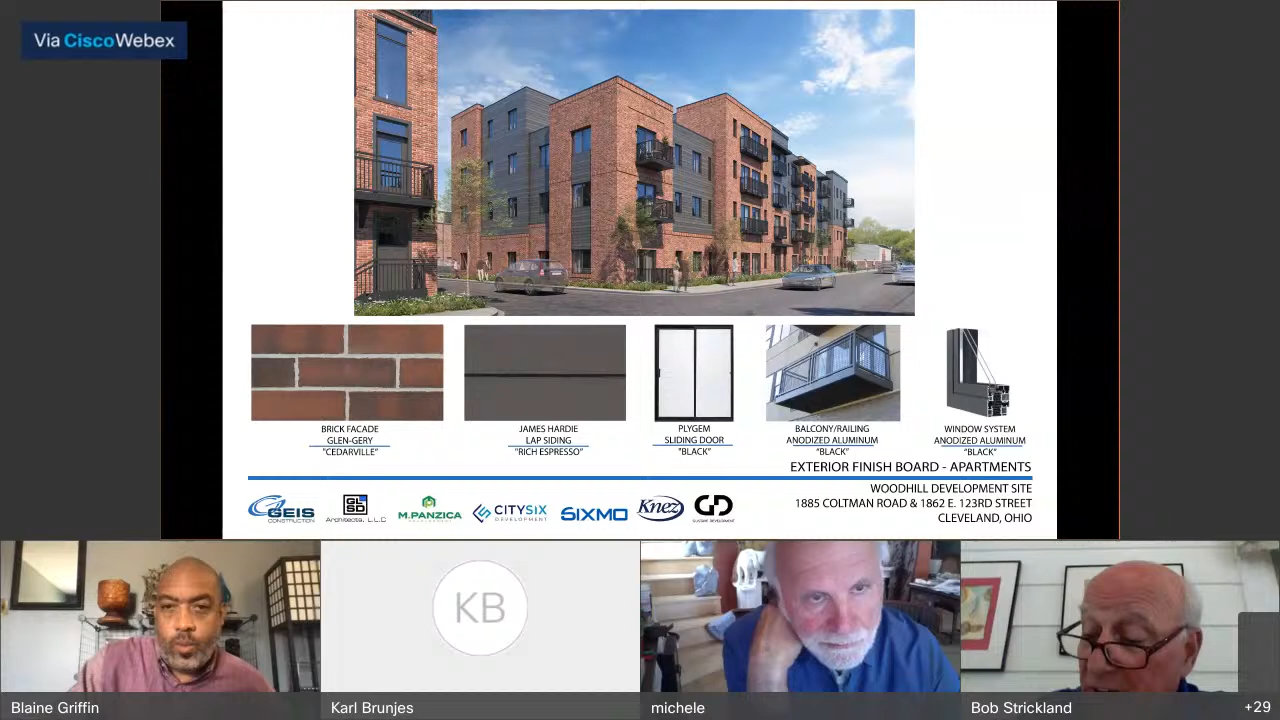 Via CiscoWebex
BRICK FACADE
GLEN-GERY
"CEDARVILLE"
JAMES HARDIE
LAP SIDING
"RICH ESPRESSO"
PLYGEM
SLIDING DOOR
"BLACK"
BALCONY/RAILING
ANODIZED ALUMINUM
"BLACK"
WINDOW SYSTEM
ANODIZED ALUMINUM
"BLACK"
EXTERIOR FINISH BOARD - APARTMENTS
WOODHILL DEVELOPMENT SITE
1885 COLTMAN ROAD & 1862 E. 123RD STREET
CLEVELAND, OHIO
GEIS
CONSTRUCTION
GLSD
Architects, L.L.C
M.PANZICA
CITYSIX
DEVELOPMENT
SIXMO
Knez
GD
KB
Blaine Griffin
Karl Brunjes
michele
Bob Strickland
+29